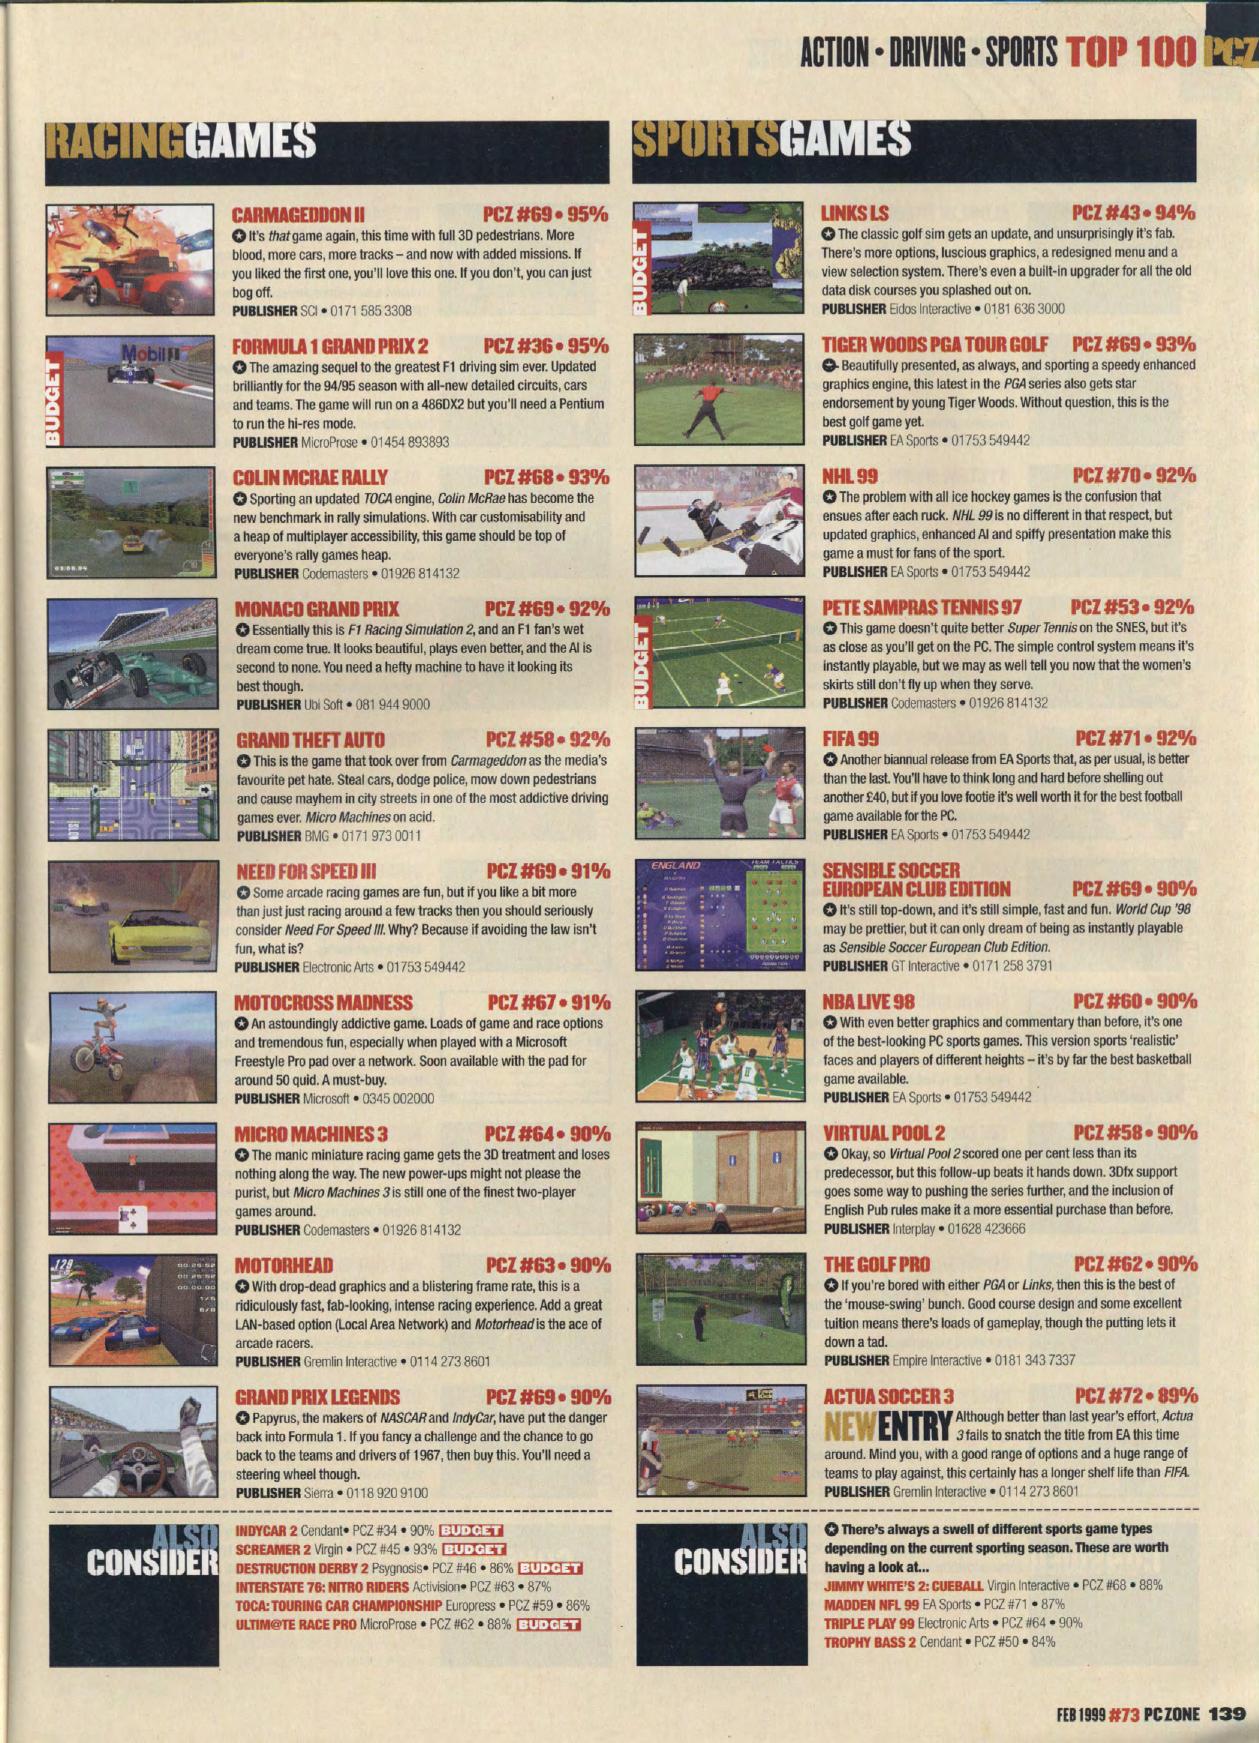 ACTION • DRIVING • SPORTS TOP 100 PCZ
RACINGGAMES
CARMAGEDDON II PCZ #69 • 95%
It's that game again, this time with full 3D pedestrians. More
blood, more cars, more tracks – and now with added missions. If
you liked the first one, you'll love this one. If you don't, you can just
bog off.
PUBLISHER SCI • 0171 585 3308
BUDGET
Mobil
FORMULA 1 GRAND PRIX 2 PCZ #36 • 95%
The amazing sequel to the greatest F1 driving sim ever. Updated
brilliantly for the 94/95 season with all-new detailed circuits, cars
and teams. The game will run on a 486DX2 but you'll need a Pentium
to run the hi-res mode.
PUBLISHER MicroProse • 01454 893893
COLIN MCRAE RALLY PCZ #68 • 93%
Sporting an updated TOCA engine, Colin McRae has become the
new benchmark in rally simulations. With car customisability and
a heap of multiplayer accessibility, this game should be top of
everyone's rally games heap.
PUBLISHER Codemasters • 01926 814132
MONACO GRAND PRIX PCZ #69 • 92%
Essentially this is F1 Racing Simulation 2, and an F1 fan's wet
dream come true. It looks beautiful, plays even better, and the AI is
second to none. You need a hefty machine to have it looking its
best though.
PUBLISHER Ubi Soft • 081 944 9000
GRAND THEFT AUTO PCZ #58 • 92%
This is the game that took over from Carmageddon as the media's
favourite pet hate. Steal cars, dodge police, mow down pedestrians
and cause mayhem in city streets in one of the most addictive driving
games ever. Micro Machines on acid.
PUBLISHER BMG • 0171 973 0011
NEED FOR SPEED III PCZ #69 • 91%
Some arcade racing games are fun, but if you like a bit more
than just just racing around a few tracks then you should seriously
consider Need For Speed III. Why? Because if avoiding the law isn't
fun, what is?
PUBLISHER Electronic Arts • 01753 549442
MOTOCROSS MADNESS PCZ #67 • 91%
An astoundingly addictive game. Loads of game and race options
and tremendous fun, especially when played with a Microsoft
Freestyle Pro pad over a network. Soon available with the pad for
around 50 quid. A must-buy.
PUBLISHER Microsoft • 0345 002000
MICRO MACHINES 3 PCZ #64 • 90%
The manic miniature racing game gets the 3D treatment and loses
nothing along the way. The new power-ups might not please the
purist, but Micro Machines 3 is still one of the finest two-player
games around.
PUBLISHER Codemasters • 01926 814132
129
MOTORHEAD PCZ #63 • 90%
With drop-dead graphics and a blistering frame rate, this is a
ridiculously fast, fab-looking, intense racing experience. Add a great
LAN-based option (Local Area Network) and Motorhead is the ace of
arcade racers.
PUBLISHER Gremlin Interactive • 0114 273 8601
GRAND PRIX LEGENDS PCZ #69 • 90%
Papyrus, the makers of NASCAR and IndyCar, have put the danger
back into Formula 1. If you fancy a challenge and the chance to go
back to the teams and drivers of 1967, then buy this. You'll need a
steering wheel though.
PUBLISHER Sierra • 0118 920 9100
ALSO
CONSIDER
INDYCAR 2 Cendant • PCZ #34 • 90% BUDGET
SCREAMER 2 Virgin • PCZ #45 • 93% BUDGET
DESTRUCTION DERBY 2 Psygnosis • PCZ #46 • 86% BUDGET
INTERSTATE 76: NITRO RIDERS Activision • PCZ #63 • 87%
TOCA: TOURING CAR CHAMPIONSHIP Europress • PCZ #59 • 86%
ULTIM@TE RACE PRO MicroProse • PCZ #62 • 88% BUDGET
SPORTSGAMES
BUDGET
LINKS LS PCZ #43 • 94%
The classic golf sim gets an update, and unsurprisingly it's fab.
There's more options, luscious graphics, a redesigned menu and a
view selection system. There's even a built-in upgrader for all the old
data disk courses you splashed out on.
PUBLISHER Eidos Interactive • 0181 636 3000
TIGER WOODS PGA TOUR GOLF PCZ #69 • 93%
Beautifully presented, as always, and sporting a speedy enhanced
graphics engine, this latest in the PGA series also gets star
endorsement by young Tiger Woods. Without question, this is the
best golf game yet.
PUBLISHER EA Sports • 01753 549442
NHL 99 PCZ #70 • 92%
The problem with all ice hockey games is the confusion that
ensues after each ruck. NHL 99 is no different in that respect, but
updated graphics, enhanced AI and spiffy presentation make this
game a must for fans of the sport.
PUBLISHER EA Sports • 01753 549442
BUDGET
PETE SAMPRAS TENNIS 97 PCZ #53 • 92%
This game doesn't quite better Super Tennis on the SNES, but it's
as close as you'll get on the PC. The simple control system means it's
instantly playable, but we may as well tell you now that the women's
skirts still don't fly up when they serve.
PUBLISHER Codemasters • 01926 814132
FIFA 99 PCZ #71 • 92%
Another biannual release from EA Sports that, as per usual, is better
than the last. You'll have to think long and hard before shelling out
another £40, but if you love footie it's well worth it for the best football
game available for the PC.
PUBLISHER EA Sports • 01753 549442
ENGLAND TEAM TACTICS
SENSIBLE SOCCER
EUROPEAN CLUB EDITION PCZ #69 • 90%
It's still top-down, and it's still simple, fast and fun. World Cup '98
may be prettier, but it can only dream of being as instantly playable
as Sensible Soccer European Club Edition.
PUBLISHER GT Interactive • 0171 258 3791
NBA LIVE 98 PCZ #60 • 90%
With even better graphics and commentary than before, it's one
of the best-looking PC sports games. This version sports 'realistic'
faces and players of different heights – it's by far the best basketball
game available.
PUBLISHER EA Sports • 01753 549442
VIRTUAL POOL 2 PCZ #58 • 90%
Okay, so Virtual Pool 2 scored one per cent less than its
predecessor, but this follow-up beats it hands down. 3Dfx support
goes some way to pushing the series further, and the inclusion of
English Pub rules make it a more essential purchase than before.
PUBLISHER Interplay • 01628 423666
THE GOLF PRO PCZ #62 • 90%
If you're bored with either PGA or Links, then this is the best of
the 'mouse-swing' bunch. Good course design and some excellent
tuition means there's loads of gameplay, though the putting lets it
down a tad.
PUBLISHER Empire Interactive • 0181 343 7337
ACTUA SOCCER 3 PCZ #72 • 89%
NEWENTRY Although better than last year's effort, Actua
3 fails to snatch the title from EA this time
around. Mind you, with a good range of options and a huge range of
teams to play against, this certainly has a longer shelf life than FIFA.
PUBLISHER Gremlin Interactive • 0114 273 8601
ALSO
CONSIDER
There's always a swell of different sports game types
depending on the current sporting season. These are worth
having a look at...
JIMMY WHITE'S 2: CUEBALL Virgin Interactive • PCZ #68 • 88%
MADDEN NFL 99 EA Sports • PCZ #71 • 87%
TRIPLE PLAY 99 Electronic Arts • PCZ #64 • 90%
TROPHY BASS 2 Cendant • PCZ #50 • 84%
FEB 1999 #73 PC ZONE 139